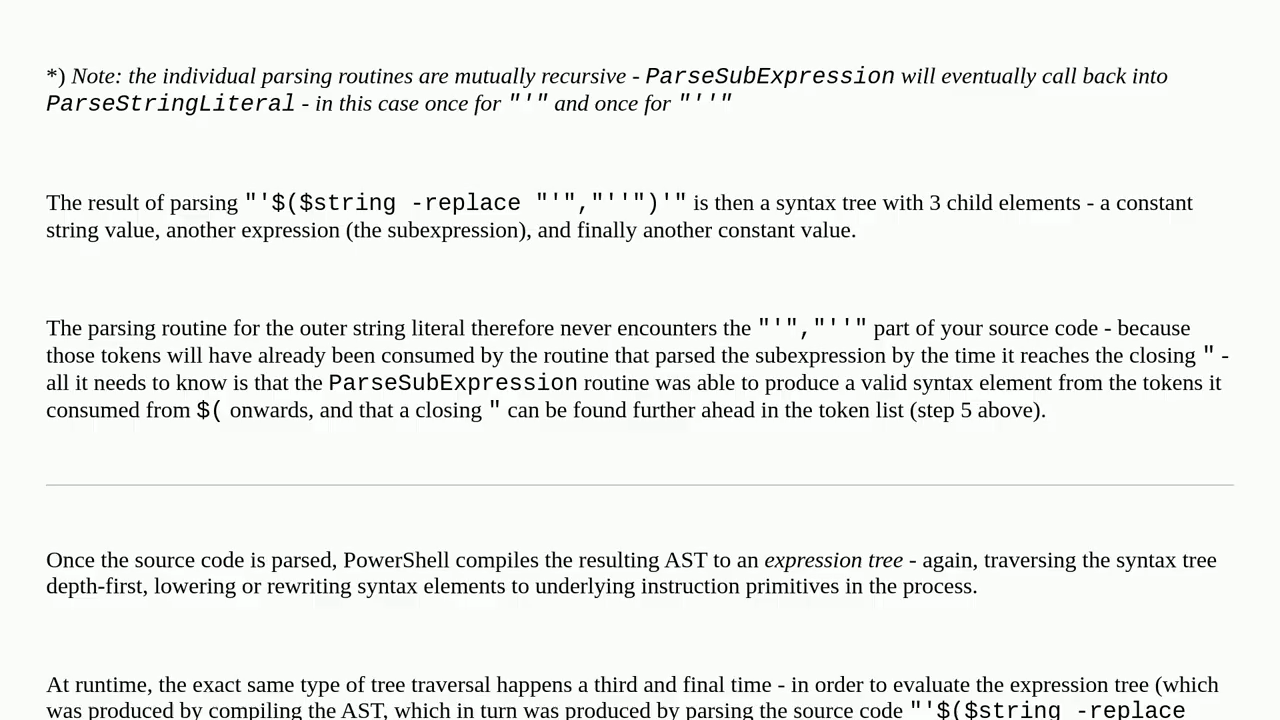 *) Note: the individual parsing routines are mutually recursive - ParseSubExpression will eventually call back into
ParseStringLiteral - in this case once for "'" and once for "''"
The result of parsing "'$($string -replace "'","''")'" is then a syntax tree with 3 child elements - a constant
string value, another expression (the subexpression), and finally another constant value.
The parsing routine for the outer string literal therefore never encounters the "'","''" part of your source code - because
those tokens will have already been consumed by the routine that parsed the subexpression by the time it reaches the closing " -
all it needs to know is that the ParseSubExpression routine was able to produce a valid syntax element from the tokens it
consumed from $( onwards, and that a closing " can be found further ahead in the token list (step 5 above).
Once the source code is parsed, PowerShell compiles the resulting AST to an expression tree - again, traversing the syntax tree
depth-first, lowering or rewriting syntax elements to underlying instruction primitives in the process.
At runtime, the exact same type of tree traversal happens a third and final time - in order to evaluate the expression tree (which
was produced by compiling the AST, which in turn was produced by parsing the source code "'$($string -replace